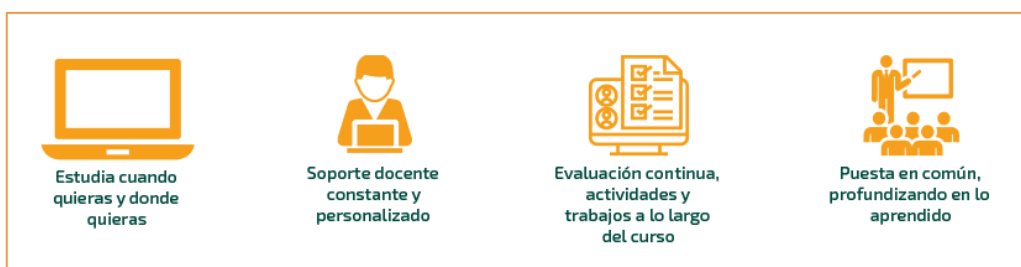 Estudia cuando
quieras y donde
quieras
Soporte docente
constante y
personalizado
Evaluación continua,
actividades y
trabajos a lo largo
del curso
Puesta en común,
profundizando en lo
aprendido